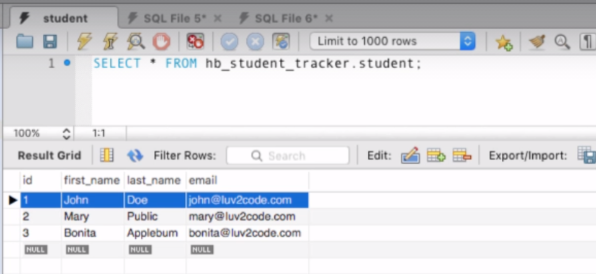 student SQL File 5* × SQL File 6* ×
Limit to 1000 rows
1 SELECT * FROM hb_student_tracker.student;
100% 1:1
Result Grid Filter Rows: Search Edit: Export/Import:
id first_name last_name email
1 John Doe john@luv2code.com
2 Mary Public mary@luv2code.com
3 Bonita Applebum bonita@luv2code.com
NULL NULL NULL NULL